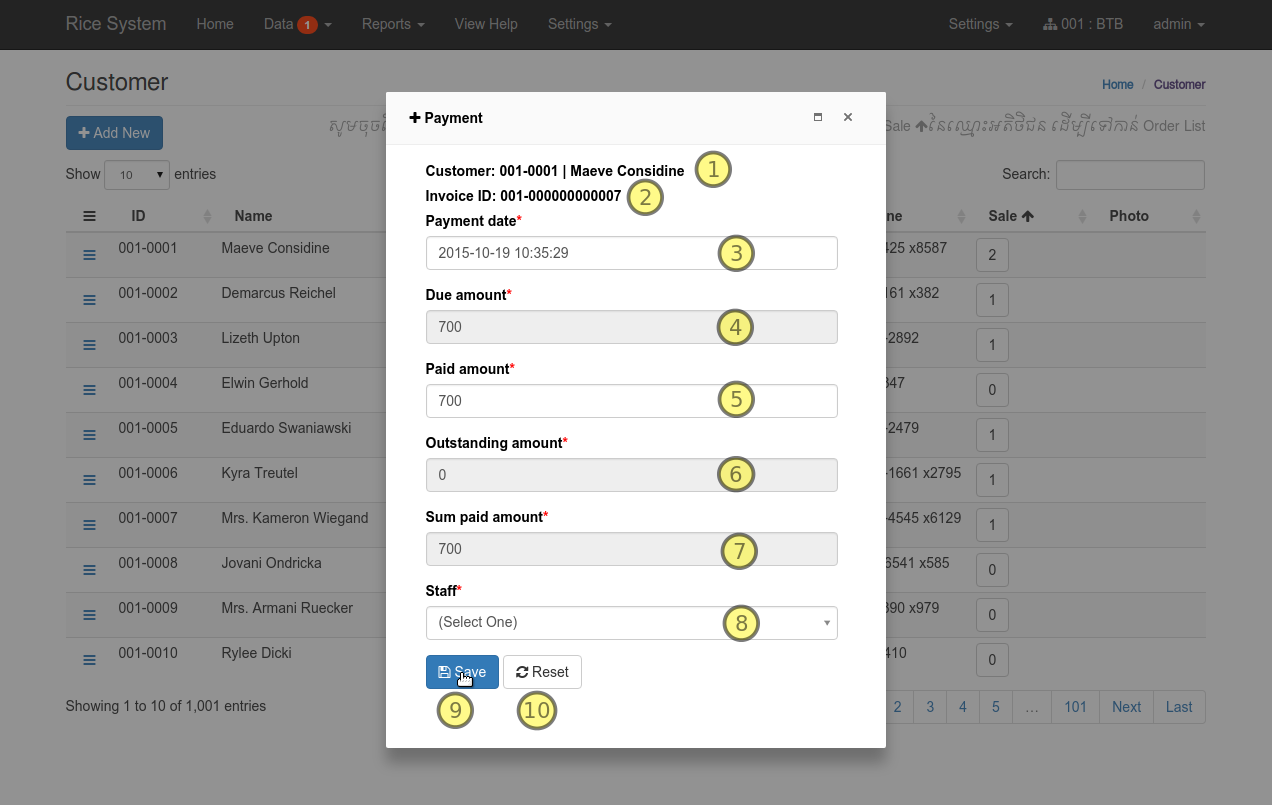 Rice System Home Data 1 Reports View Help Settings Settings 001 : BTB admin
Customer
Home / Customer
Add New
Sale នៃឈ្មោះអតិថិជន ដើម្បីទៅកាន់ Order List
Show 10 entries
Search:
ID Name Sale Photo
001-0001 Maeve Considine 425 x8587 2
001-0002 Demarcus Reichel 161 x382 1
001-0003 Lizeth Upton -2892 1
001-0004 Elwin Gerhold 347 0
001-0005 Eduardo Swaniawski -2479 1
001-0006 Kyra Treutel -1661 x2795 1
001-0007 Mrs. Kameron Wiegand -4545 x6129 1
001-0008 Jovani Ondricka 6541 x585 0
001-0009 Mrs. Armani Ruecker 390 x979 0
001-0010 Rylee Dicki 410 0
Showing 1 to 10 of 1,001 entries
2 3 4 5 … 101 Next Last
Payment ×
Customer: 001-0001 | Maeve Considine 1
Invoice ID: 001-000000000007 2
Payment date*
2015-10-19 10:35:29 3
Due amount*
700 4
Paid amount*
700 5
Outstanding amount*
0 6
Sum paid amount*
700 7
Staff*
(Select One) 8
Save Reset
9 10